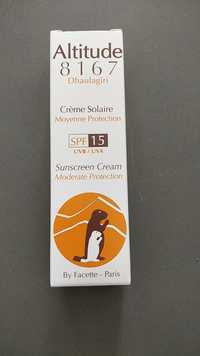 Altitude
8167
Dhaulagiri
Crème Solaire
Moyenne Protection
SPF 15
UVB / UVA
Sunscreen Cream
Moderate Protection
By Facette - Paris